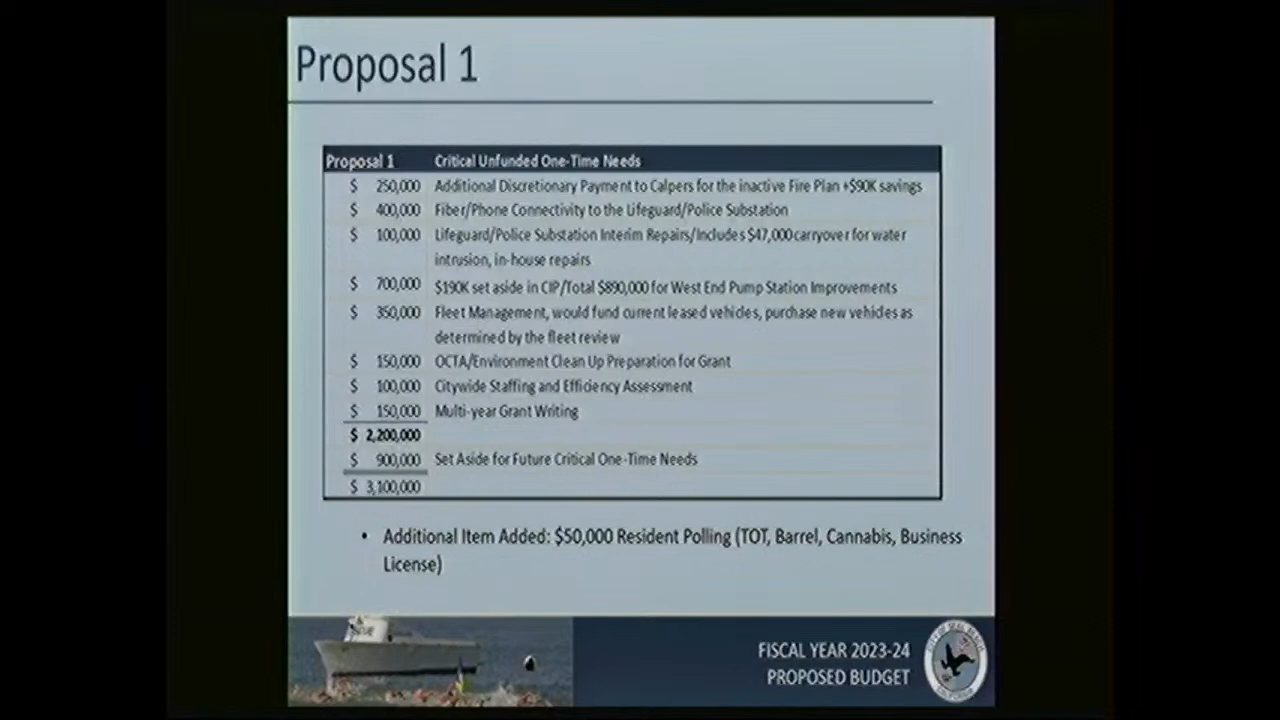 Proposal 1
Proposal 1 Critical Unfunded One-Time Needs
$ 250,000 Additional Discretionary Payment to Calpers for the inactive Fire Plan +$90K savings
$ 400,000 Fiber/Phone Connectivity to the Lifeguard/Police Substation
$ 100,000 Lifeguard/Police Substation Interim Repairs/Includes $47,000 carryover for water
intrusion, in-house repairs
$ 700,000 $190K set aside in CIP/Total $890,000 for West End Pump Station Improvements
$ 350,000 Fleet Management, would fund current leased vehicles, purchase new vehicles as
determined by the fleet review
$ 150,000 OCTA/Environment Clean Up Preparation for Grant
$ 100,000 Citywide Staffing and Efficiency Assessment
$ 150,000 Multi-year Grant Writing
$ 2,200,000
$ 900,000 Set Aside for Future Critical One-Time Needs
$ 3,100,000
• Additional Item Added: $50,000 Resident Polling (TOT, Barrel, Cannabis, Business
License)
FISCAL YEAR 2023-24
PROPOSED BUDGET
CITY OF SEAL BEACH
CALIFORNIA